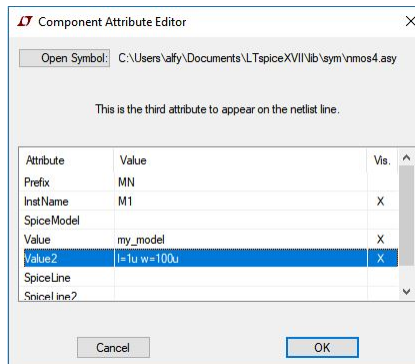 Component Attribute Editor
Open Symbol: C:\Users\alfy\Documents\LTspiceXVII\lib\sym\nmos4.asy
This is the third attribute to appear on the netlist line.
Attribute Value Vis.
Prefix MN
InstName M1 X
SpiceModel
Value my_model X
Value2 l=1u w=100u X
SpiceLine
SpiceLine2
Cancel OK